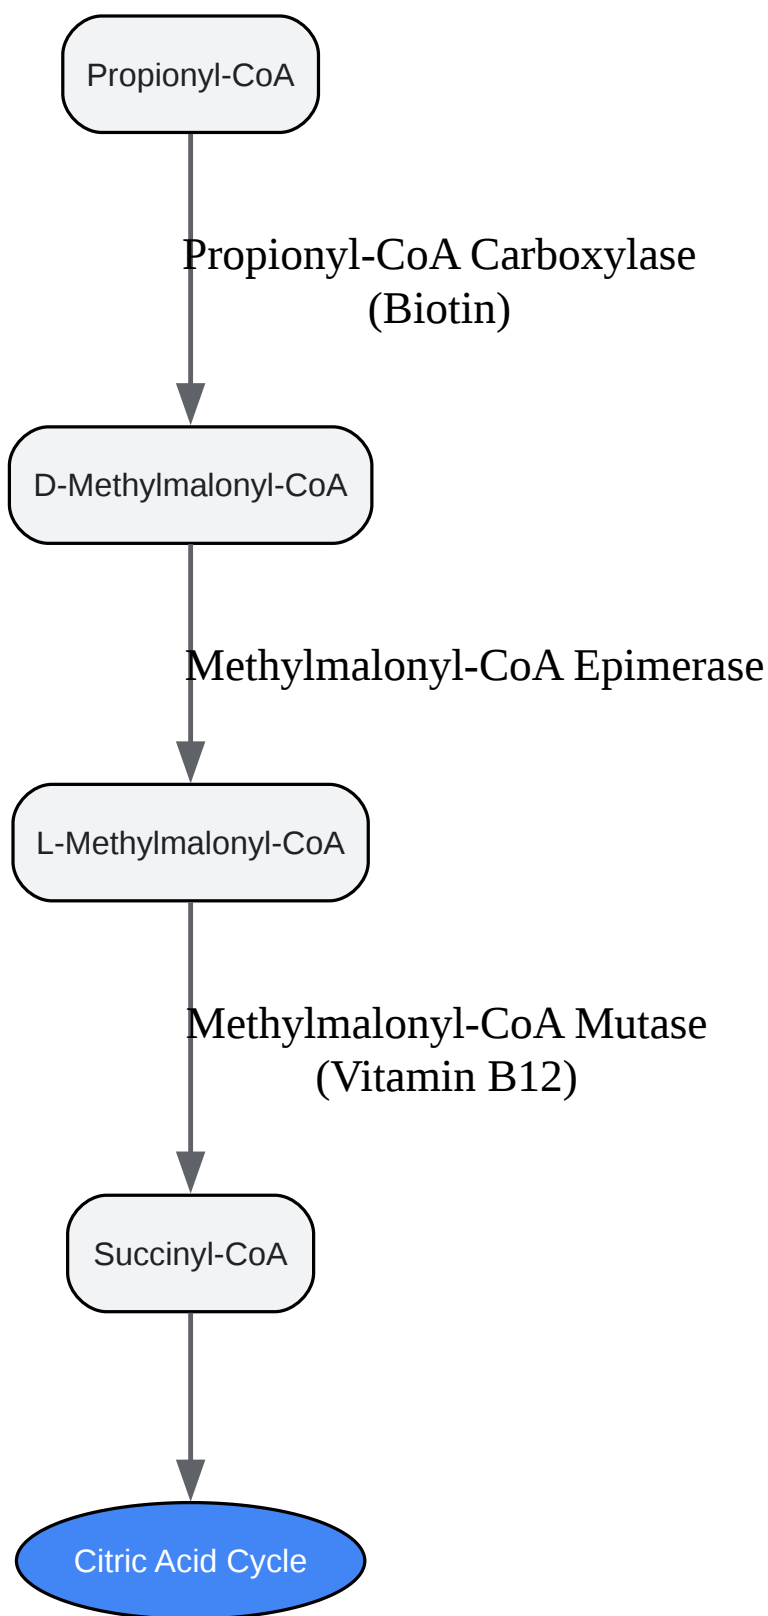 Propionyl-CoA
Propionyl-CoA Carboxylase
(Biotin)
D-Methylmalonyl-CoA
Methylmalonyl-CoA Epimerase
L-Methylmalonyl-CoA
Methylmalonyl-CoA Mutase
(Vitamin B12)
Succinyl-CoA
Citric Acid Cycle